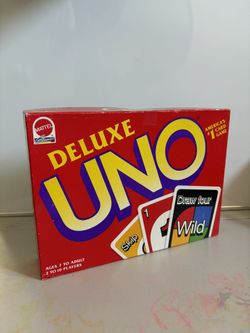 MATTEL
DELUXE
UNO
AMERICA'S
#1 CARD
GAME
Skip
1
Draw Four
Wild
AGES 7 TO ADULT
2 TO 10 PLAYERS